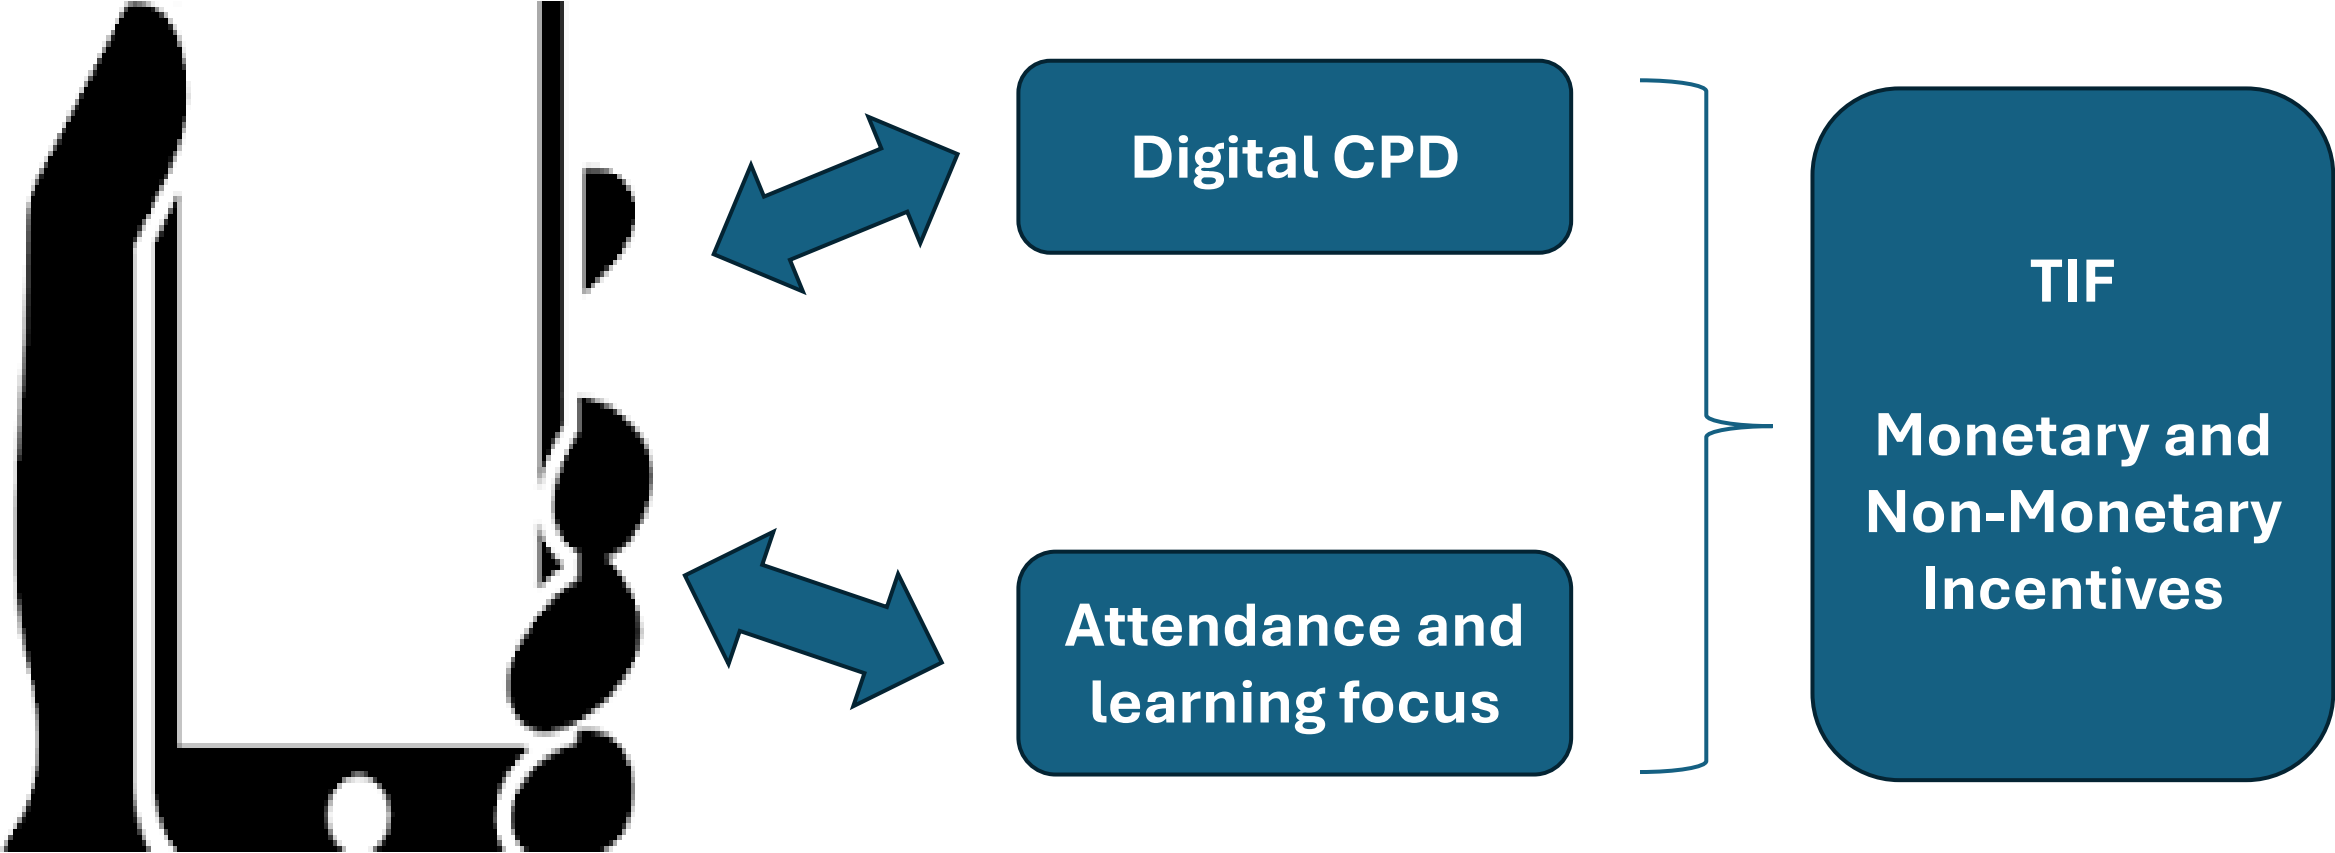 Digital CPD
Attendance and
learning focus
TIF
Monetary and
Non-Monetary
Incentives